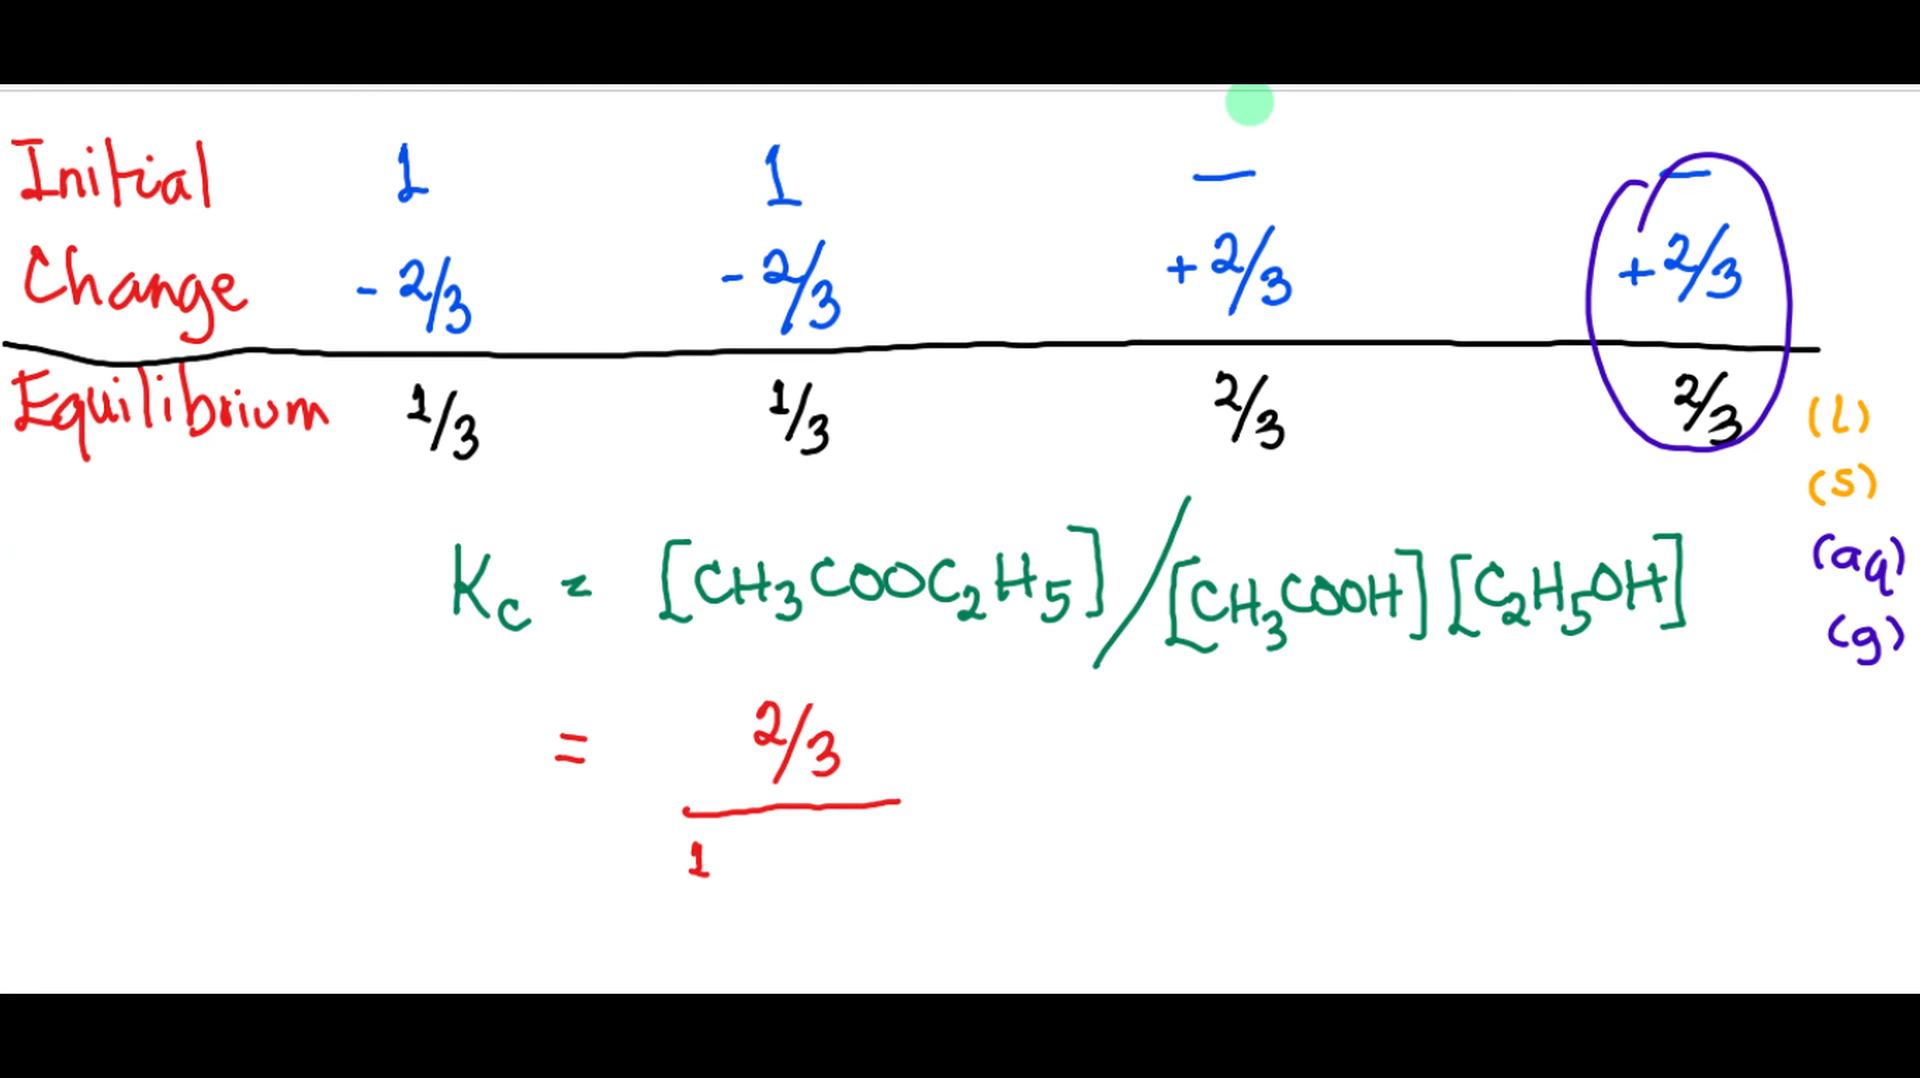 Initial 1 1 — —
Change - 2/3 - 2/3 + 2/3 + 2/3
Equilibrium 1/3 1/3 2/3 2/3 (l)
(s)
(aq)
Kc = [CH3COOC2H5] / [CH3COOH] [C2H5OH]
(g)
= 2/3
1